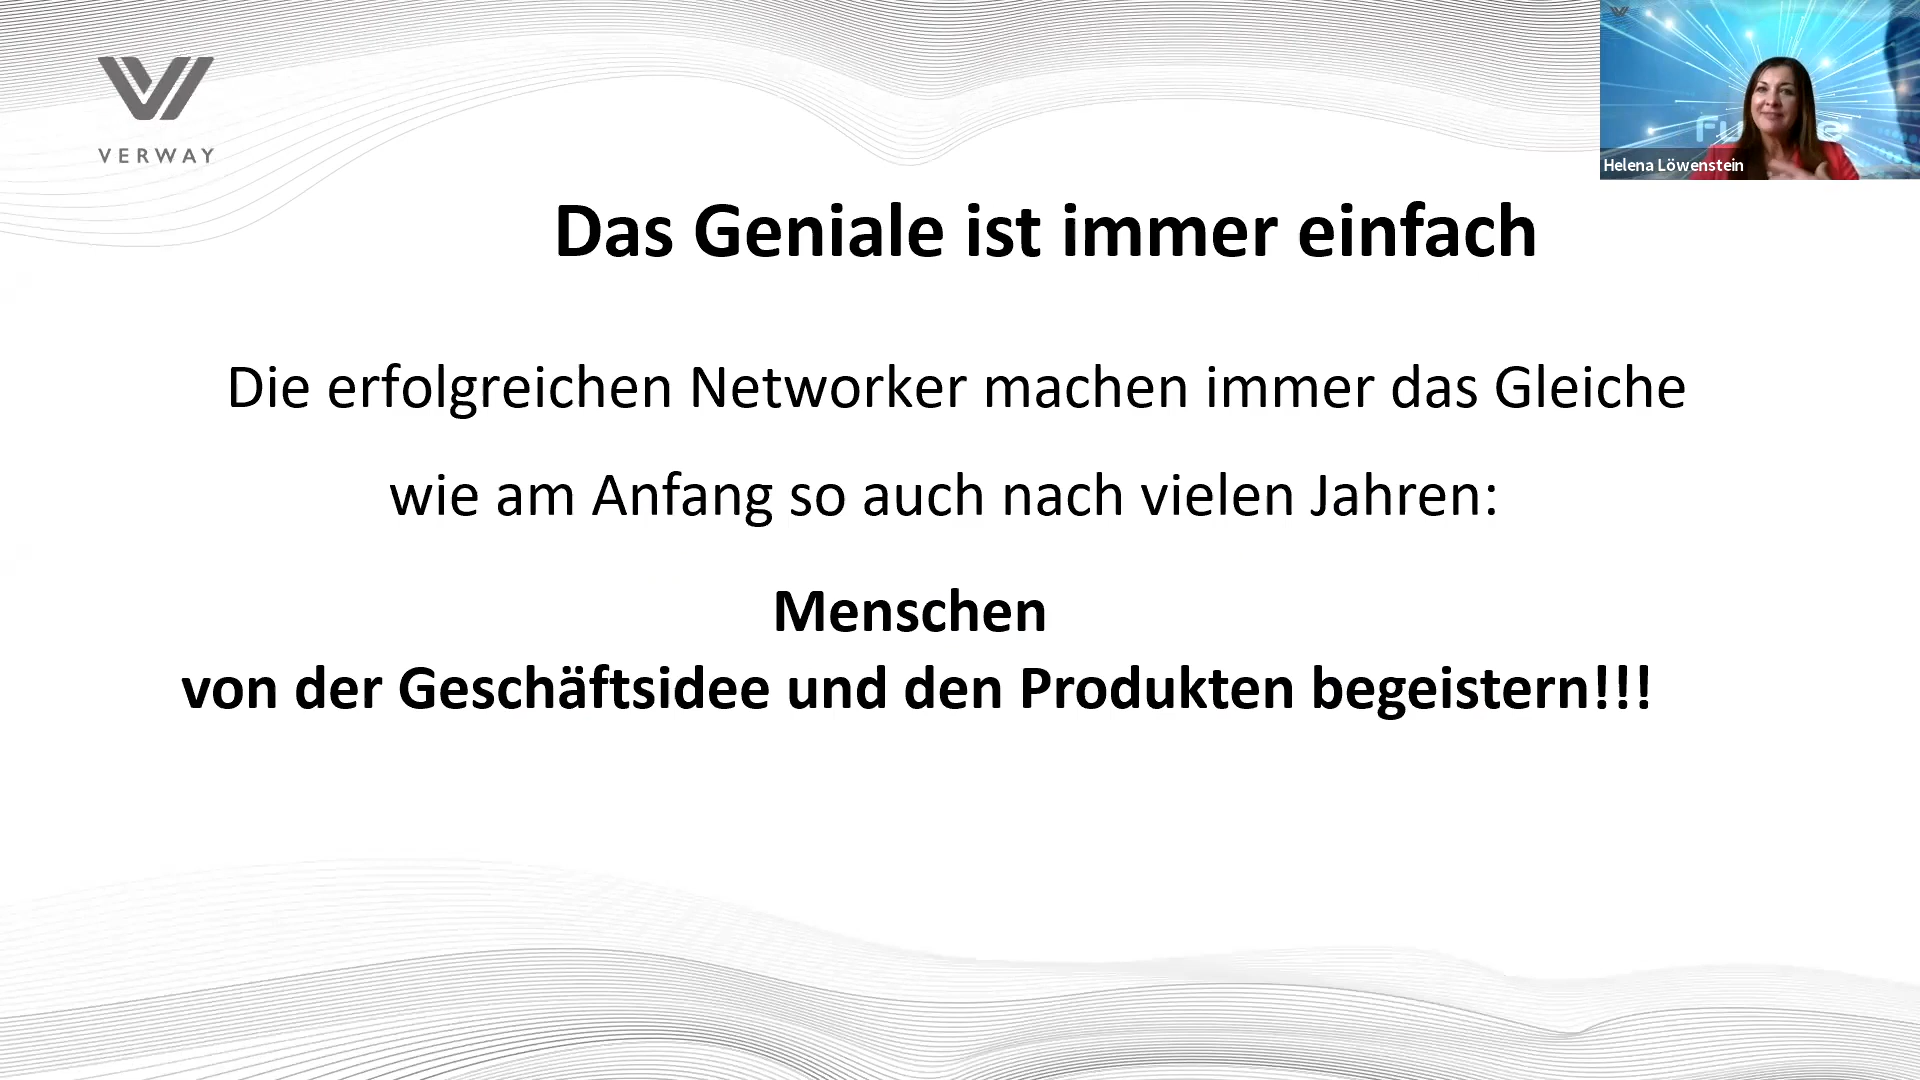 VERWAY
Helena Löwenstein
Das Geniale ist immer einfach
Die erfolgreichen Networker machen immer das Gleiche
wie am Anfang so auch nach vielen Jahren:
Menschen
von der Geschäftsidee und den Produkten begeistern!!!